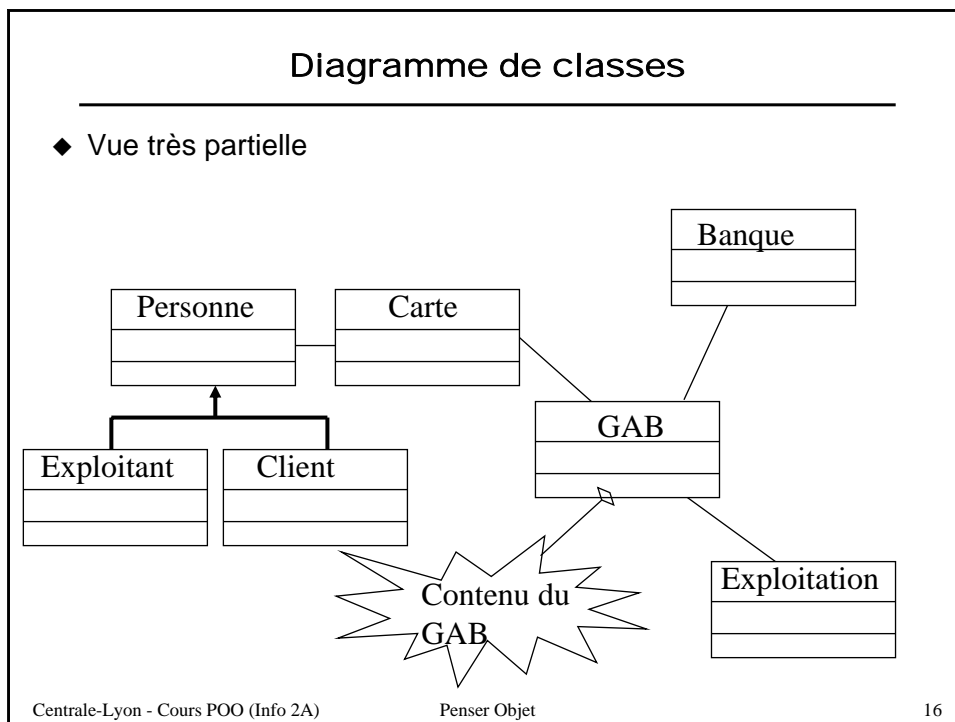 Diagramme de classes
◆ Vue très partielle
Banque
Personne
Carte
GAB
Exploitant
Client
Contenu du
GAB
Exploitation
Centrale-Lyon - Cours POO (Info 2A)
Penser Objet
16